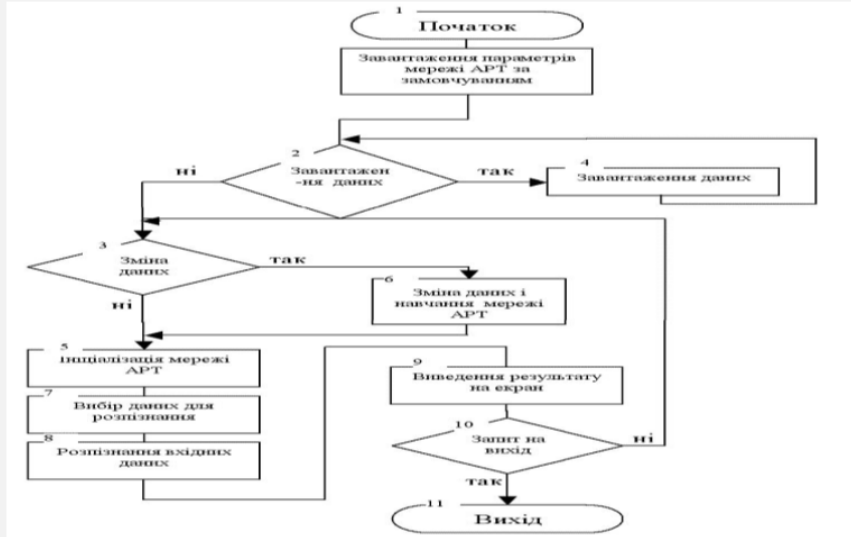 1
Початок
Завантаження параметрів
мережі АРТ за
замовчуванням
2
Завантажен
-ня даних
ні
так
4
Завантаження даних
3
Зміна
даних
так
ні
6
Зміна даних і
навчання мережі
АРТ
5
Ініціалізація мережі
АРТ
7
Вибір даних для
розпізнання
8
Розпізнання вхідних
даних
9
Виведення результату
на екран
10
Запит на
вихід
ні
так
11
Вихід